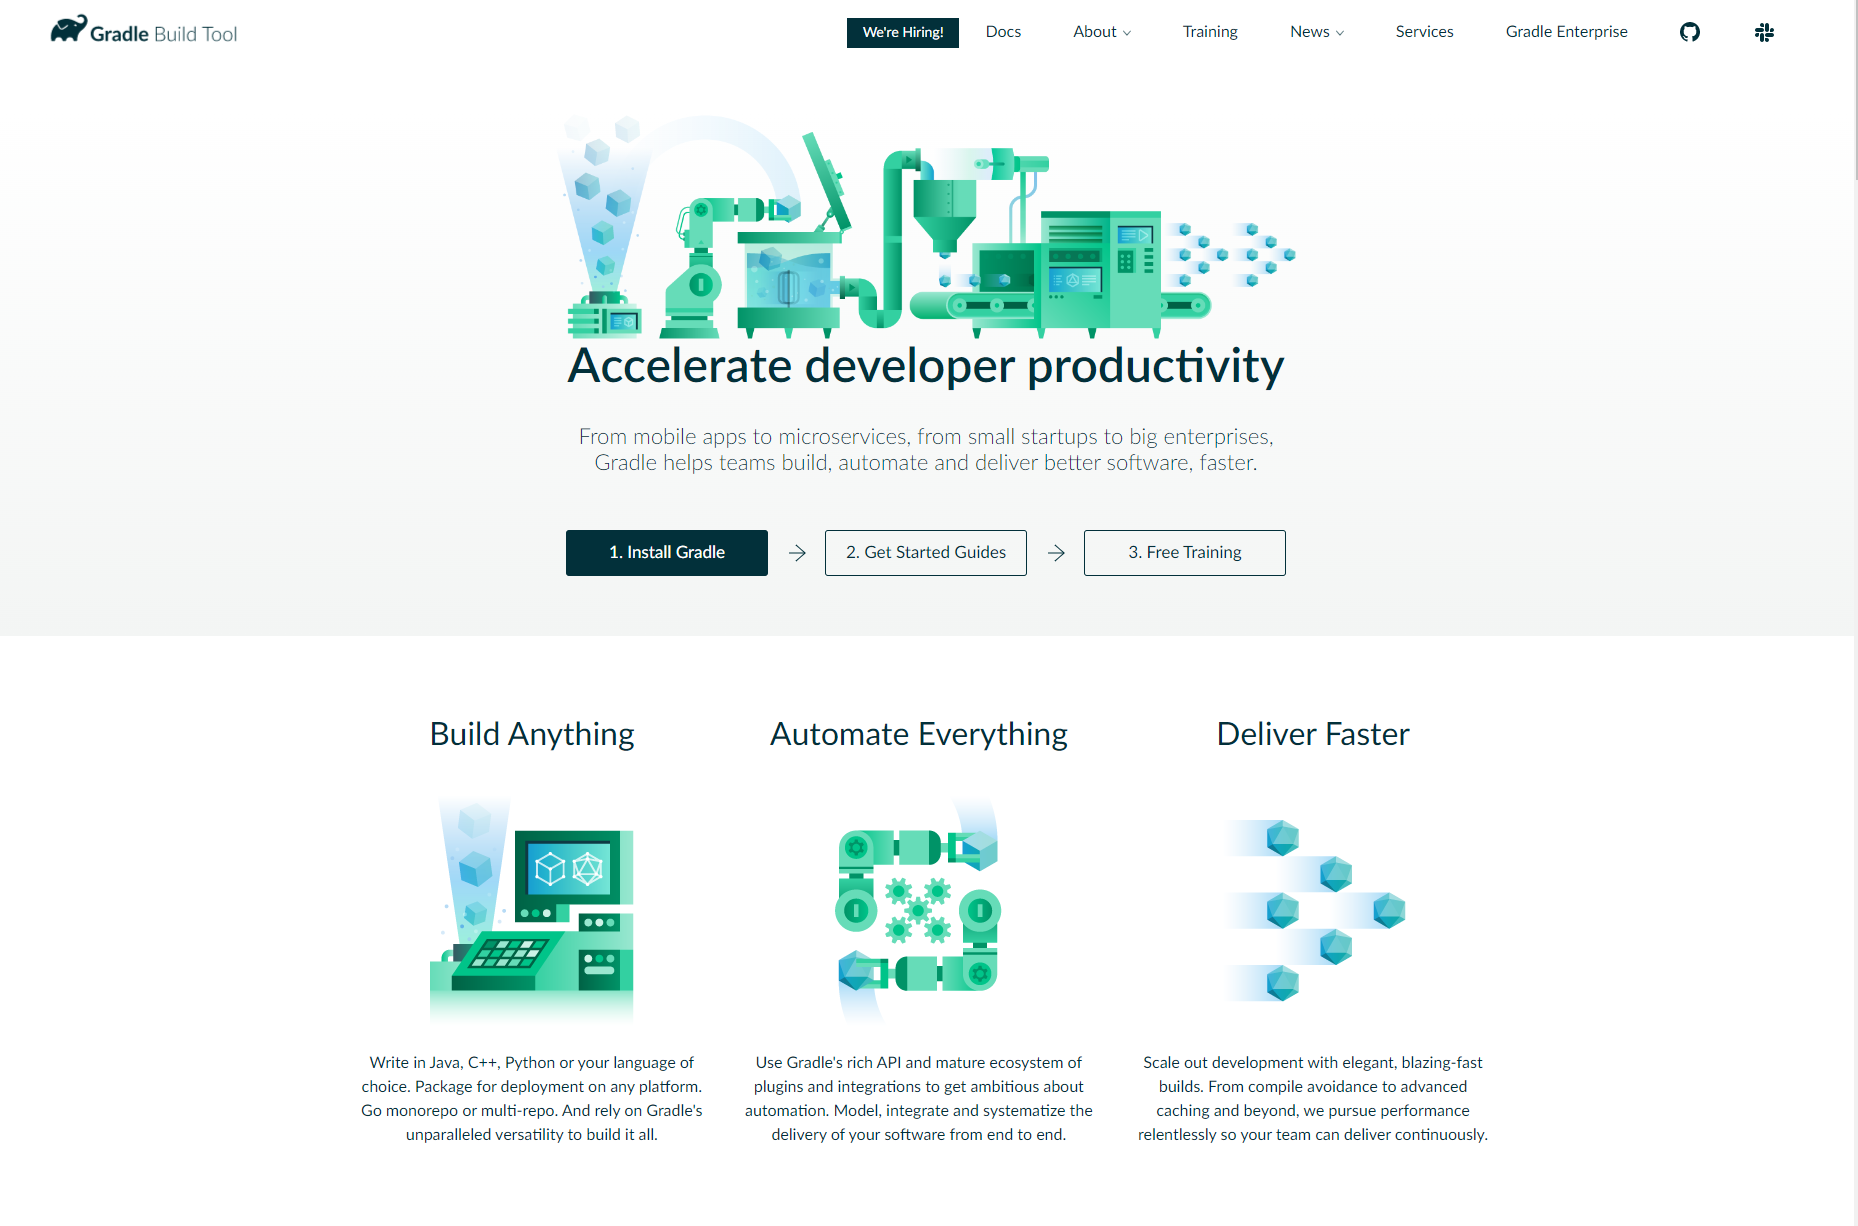 Gradle Build Tool
We're Hiring!
Docs
About
Training
News
Services
Gradle Enterprise
Accelerate developer productivity
From mobile apps to microservices, from small startups to big enterprises,
Gradle helps teams build, automate and deliver better software, faster.
1. Install Gradle
2. Get Started Guides
3. Free Training
Build Anything
Automate Everything
Deliver Faster
Write in Java, C++, Python or your language of
choice. Package for deployment on any platform.
Go monorepo or multi-repo. And rely on Gradle's
unparalleled versatility to build it all.
Use Gradle's rich API and mature ecosystem of
plugins and integrations to get ambitious about
automation. Model, integrate and systematize the
delivery of your software from end to end.
Scale out development with elegant, blazing-fast
builds. From compile avoidance to advanced
caching and beyond, we pursue performance
relentlessly so your team can deliver continuously.